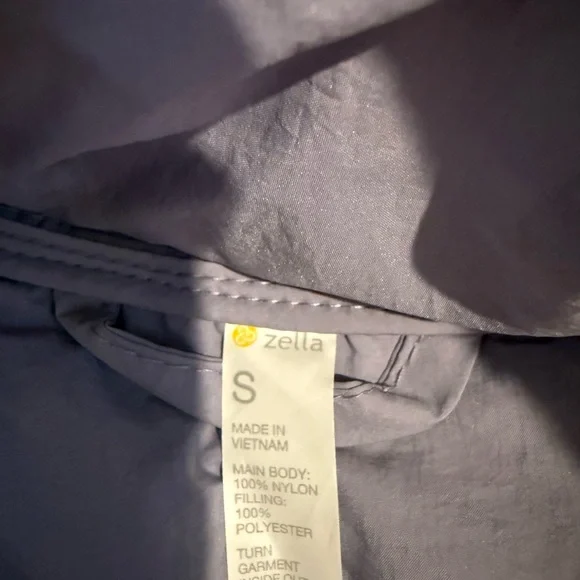 zella
S
MADE IN
VIETNAM
MAIN BODY:
100% NYLON
FILLING:
100%
POLYESTER
TURN
GARMENT
INSIDE OUT